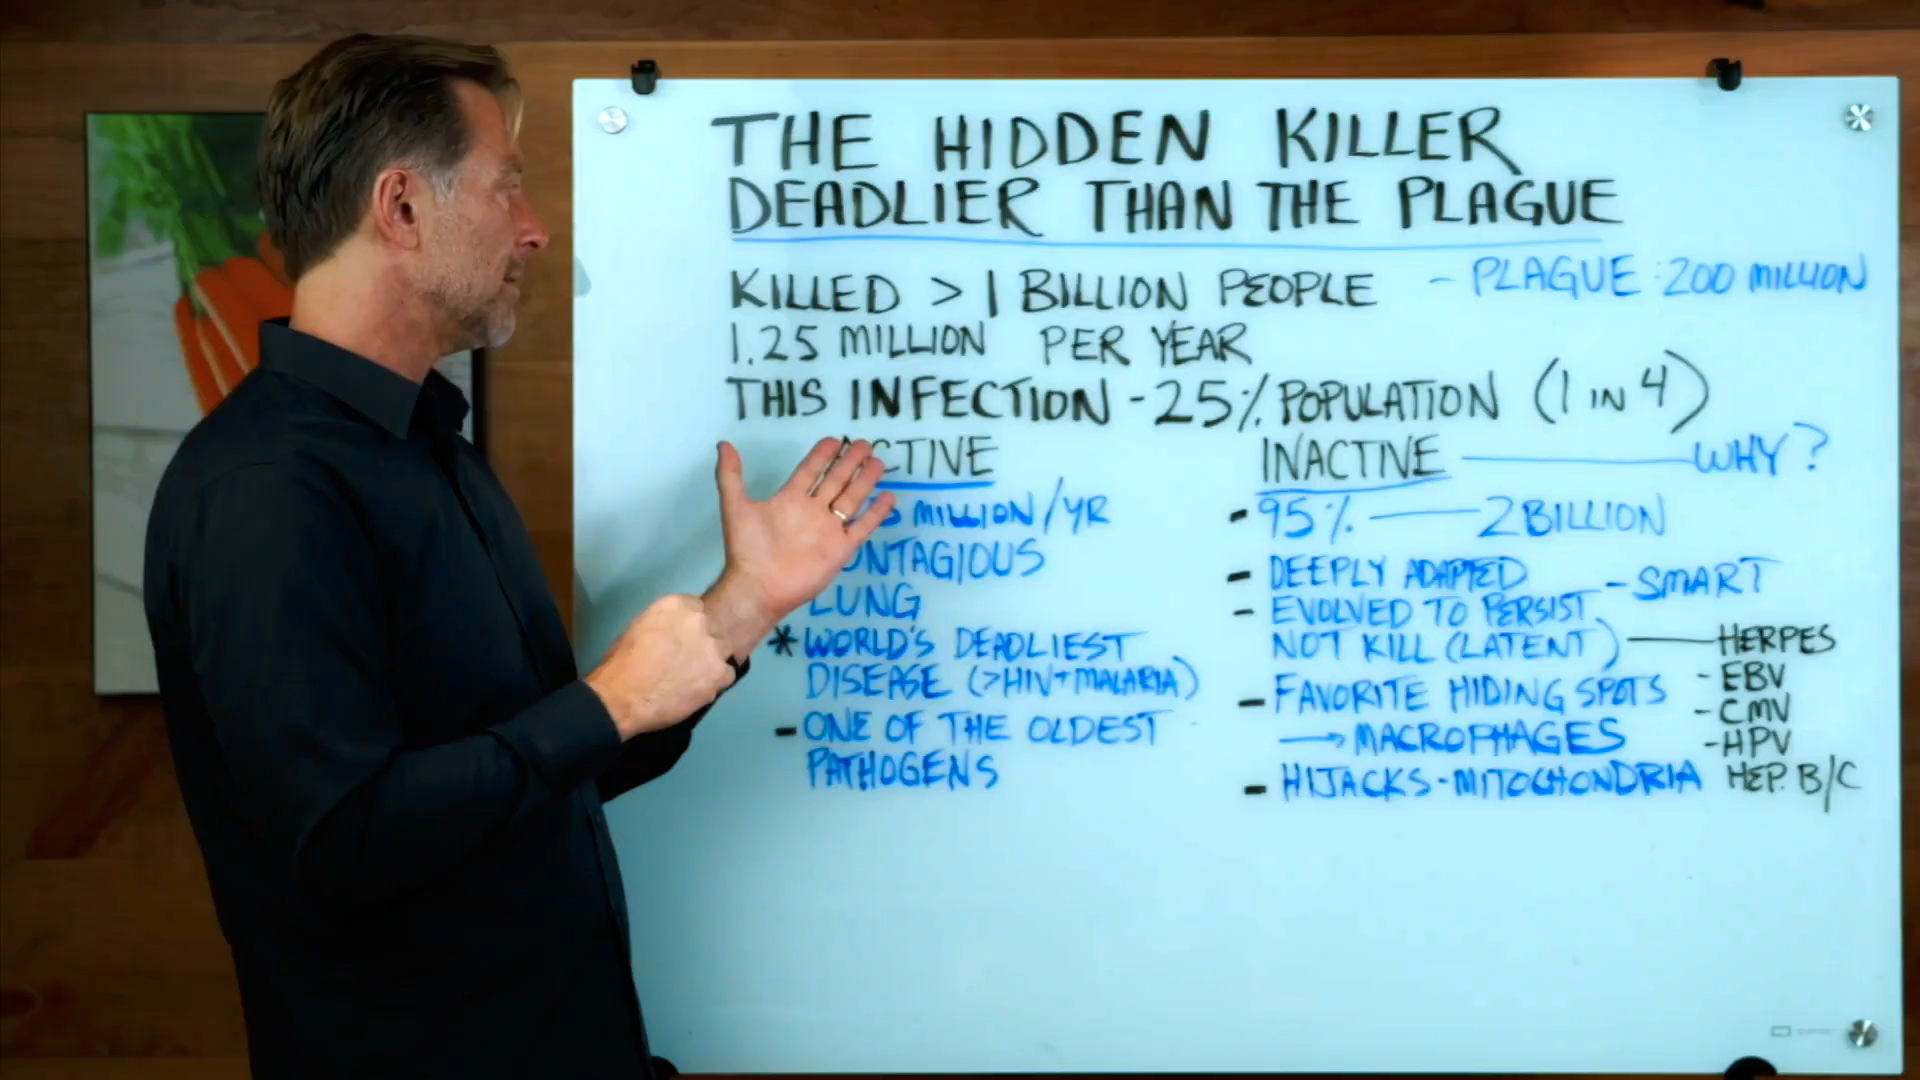 THE HIDDEN KILLER
DEADLIER THAN THE PLAGUE
KILLED > 1 BILLION PEOPLE - PLAGUE: 200 MILLION
1.25 MILLION PER YEAR
THIS INFECTION - 25% POPULATION (1 IN 4)
ACTIVE
MILLION/YR
ONTAGIOUS
LUNG
* WORLD'S DEADLIEST
DISEASE (>HIV+MALARIA)
- ONE OF THE OLDEST
PATHOGENS
INACTIVE — WHY?
- 95% — 2 BILLION
- DEEPLY ADAPTED - SMART
- EVOLVED TO PERSIST
NOT KILL (LATENT) — HERPES
- EBV
- CMV
- HPV
HEP. B/C
- FAVORITE HIDING SPOTS
→ MACROPHAGES
- HIJACKS - MITOCHONDRIA